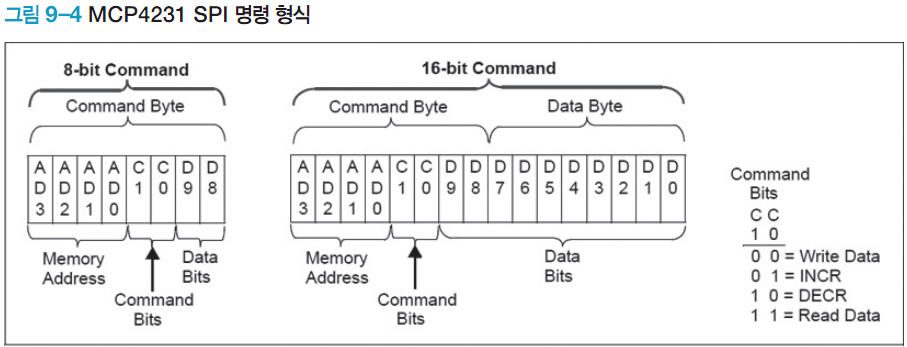 그림 9-4 MCP4231 SPI 명령 형식
8-bit Command
Command Byte
A D 3
A D 2
A D 1
A D 0
C 1
C 0
D 9
D 8
Memory Address
Data Bits
Command Bits
16-bit Command
Command Byte
Data Byte
A D 3
A D 2
A D 1
A D 0
C 1
C 0
D 9
D 8
D 7
D 6
D 5
D 4
D 3
D 2
D 1
D 0
Memory Address
Data Bits
Command Bits
Command
Bits
C C
1 0
0 0 = Write Data
0 1 = INCR
1 0 = DECR
1 1 = Read Data